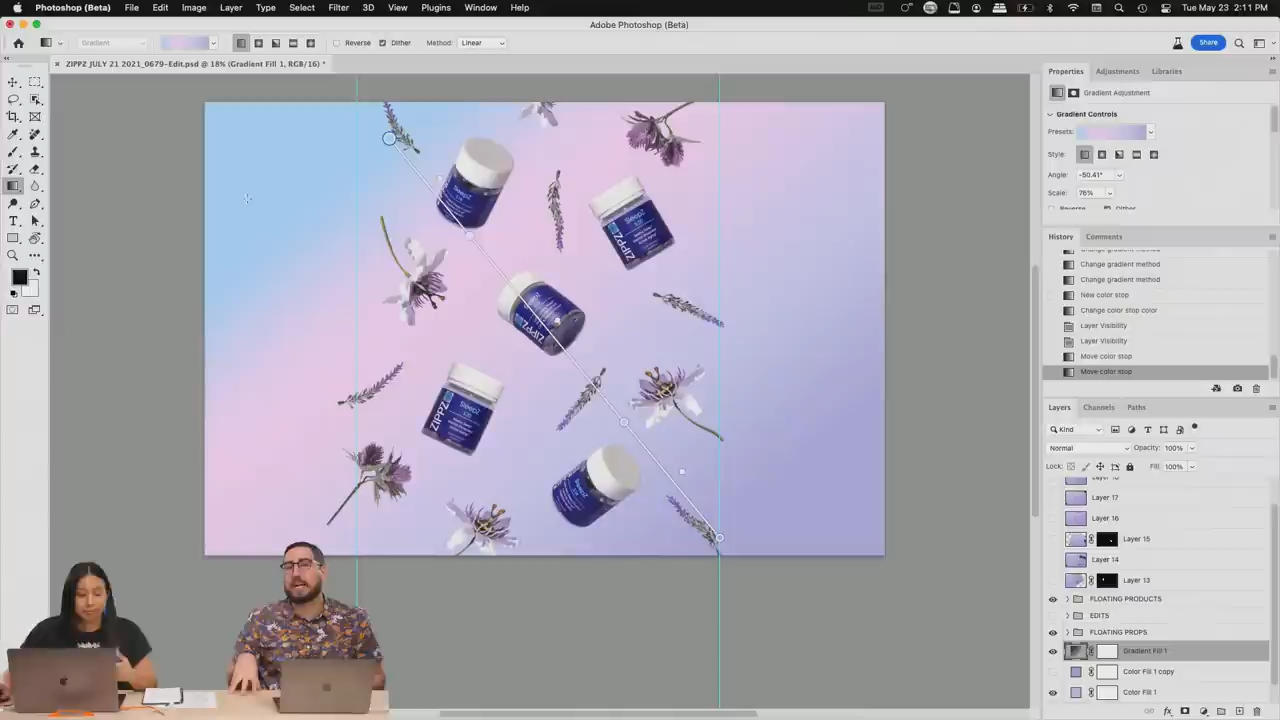 Photoshop (Beta) File Edit Image Layer Type Select Filter 3D View Plugins Window Help
Tue May 23 2:11 PM
Adobe Photoshop (Beta)
Gradient
Reverse
Dither
Method:
Linear
Share
× ZIPPZ JULY 21 2021_0679-Edit.psd @ 18% (Gradient Fill 1, RGB/16) *
Properties Adjustments Libraries
Gradient Adjustment
Gradient Controls
Presets:
Style:
Angle: -50.41°
Scale: 76%
Reverse Dither
History Comments
Change gradient method
Change gradient method
Change gradient method
New color stop
Change color stop color
Layer Visibility
Layer Visibility
Move color stop
Move color stop
Layers Channels Paths
Kind
Normal
Opacity: 100%
Lock:
Fill: 100%
Layer 17
Layer 16
Layer 15
Layer 14
Layer 13
FLOATING PRODUCTS
EDITS
FLOATING PROPS
Gradient Fill 1
Color Fill 1 copy
Color Fill 1
SleepZ
SleepZ
ZIPPZ
ZIPPZ
SleepZ
ZIPPZ